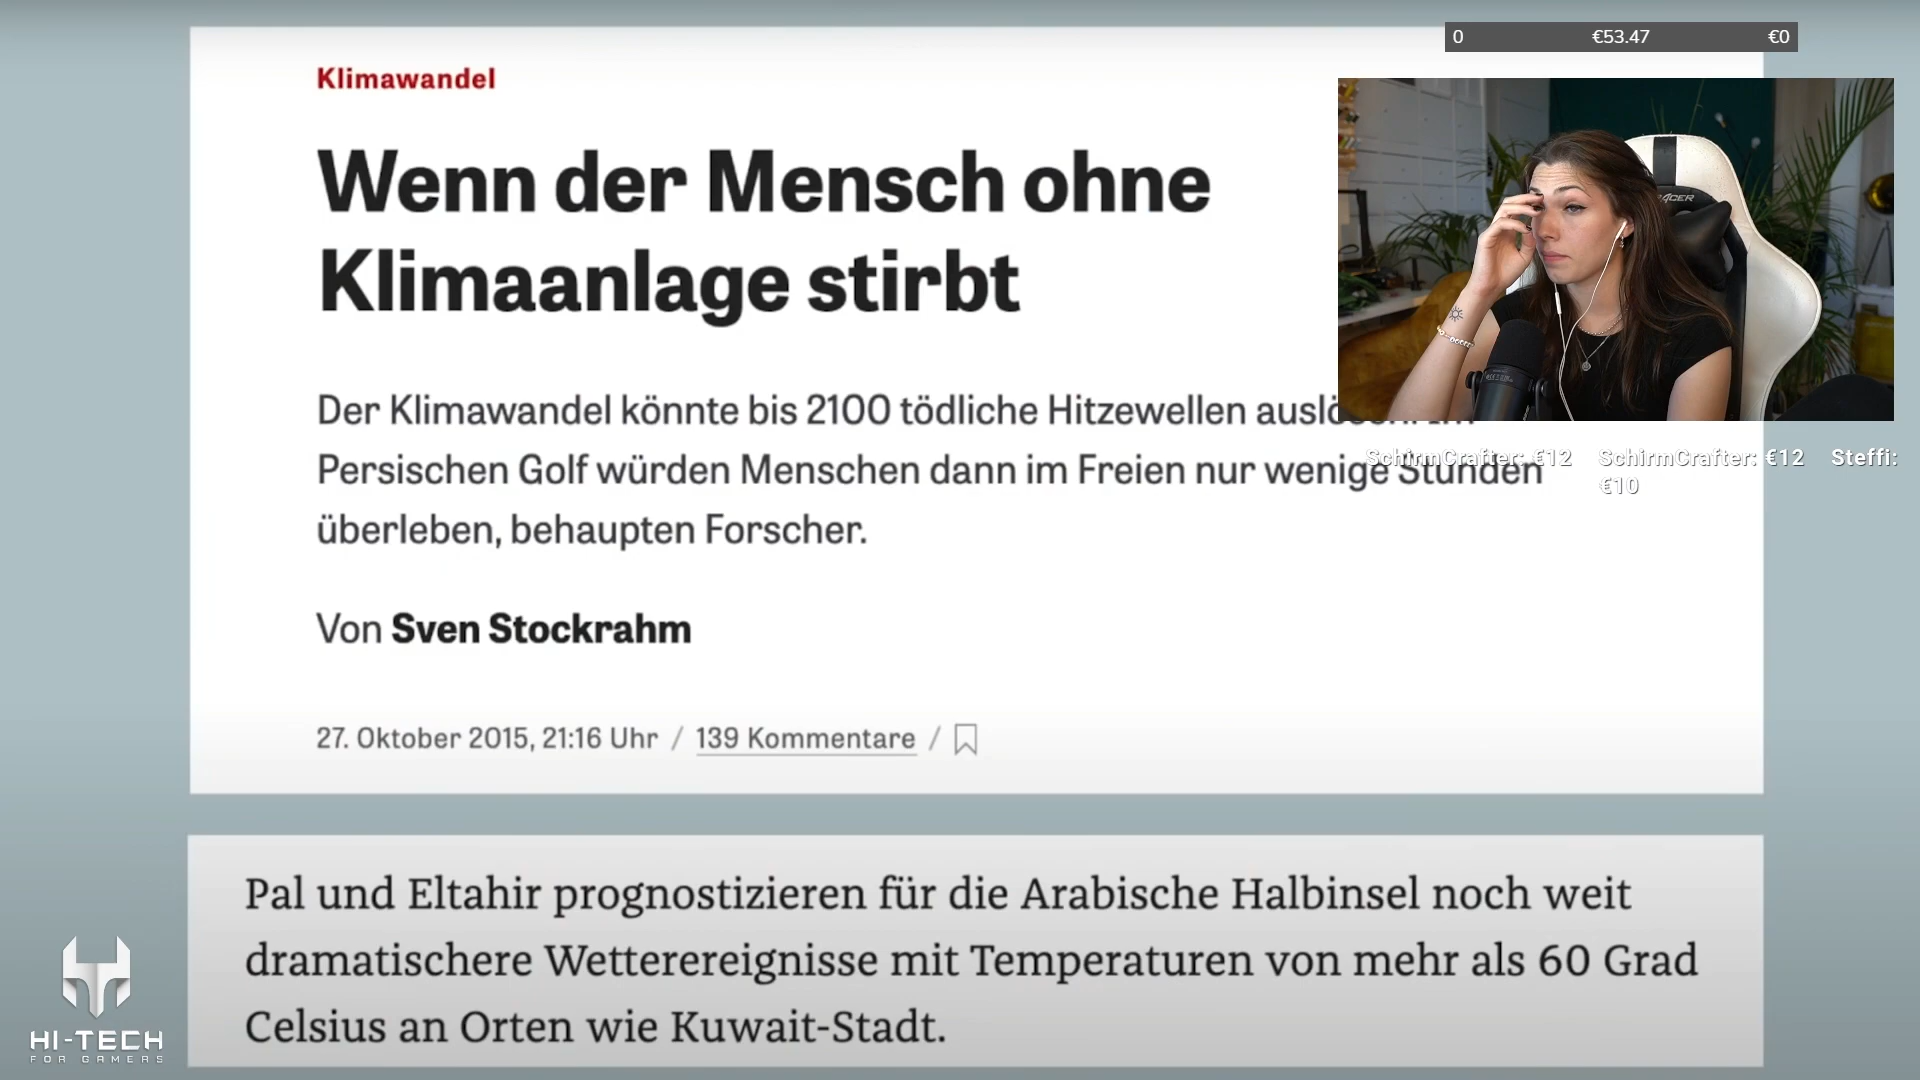 0 €53.47 €0
Klimawandel
Wenn der Mensch ohne
Klimaanlage stirbt
Der Klimawandel könnte bis 2100 tödliche Hitzewellen
Persischen Golf würden Menschen dann im Freien nur wenige Stunden
überleben, behaupten Forscher.
SchirmCrafter: €12 SchirmCrafter: €12 Steffi:
€10
Von Sven Stockrahm
27. Oktober 2015, 21:16 Uhr / 139 Kommentare /
Pal und Eltahir prognostizieren für die Arabische Halbinsel noch weit
dramatischere Wetterereignisse mit Temperaturen von mehr als 60 Grad
Celsius an Orten wie Kuwait-Stadt.
HI-TECH
FOR GAMERS